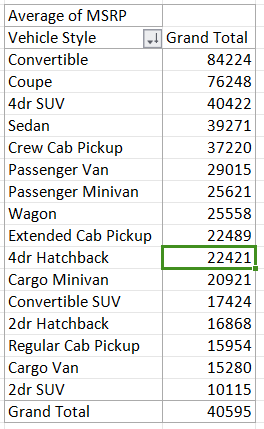 Average of MSRP
Vehicle Style Grand Total
Convertible 84224
Coupe 76248
4dr SUV 40422
Sedan 39271
Crew Cab Pickup 37220
Passenger Van 29015
Passenger Minivan 25621
Wagon 25558
Extended Cab Pickup 22489
4dr Hatchback 22421
Cargo Minivan 20921
Convertible SUV 17424
2dr Hatchback 16868
Regular Cab Pickup 15954
Cargo Van 15280
2dr SUV 10115
Grand Total 40595